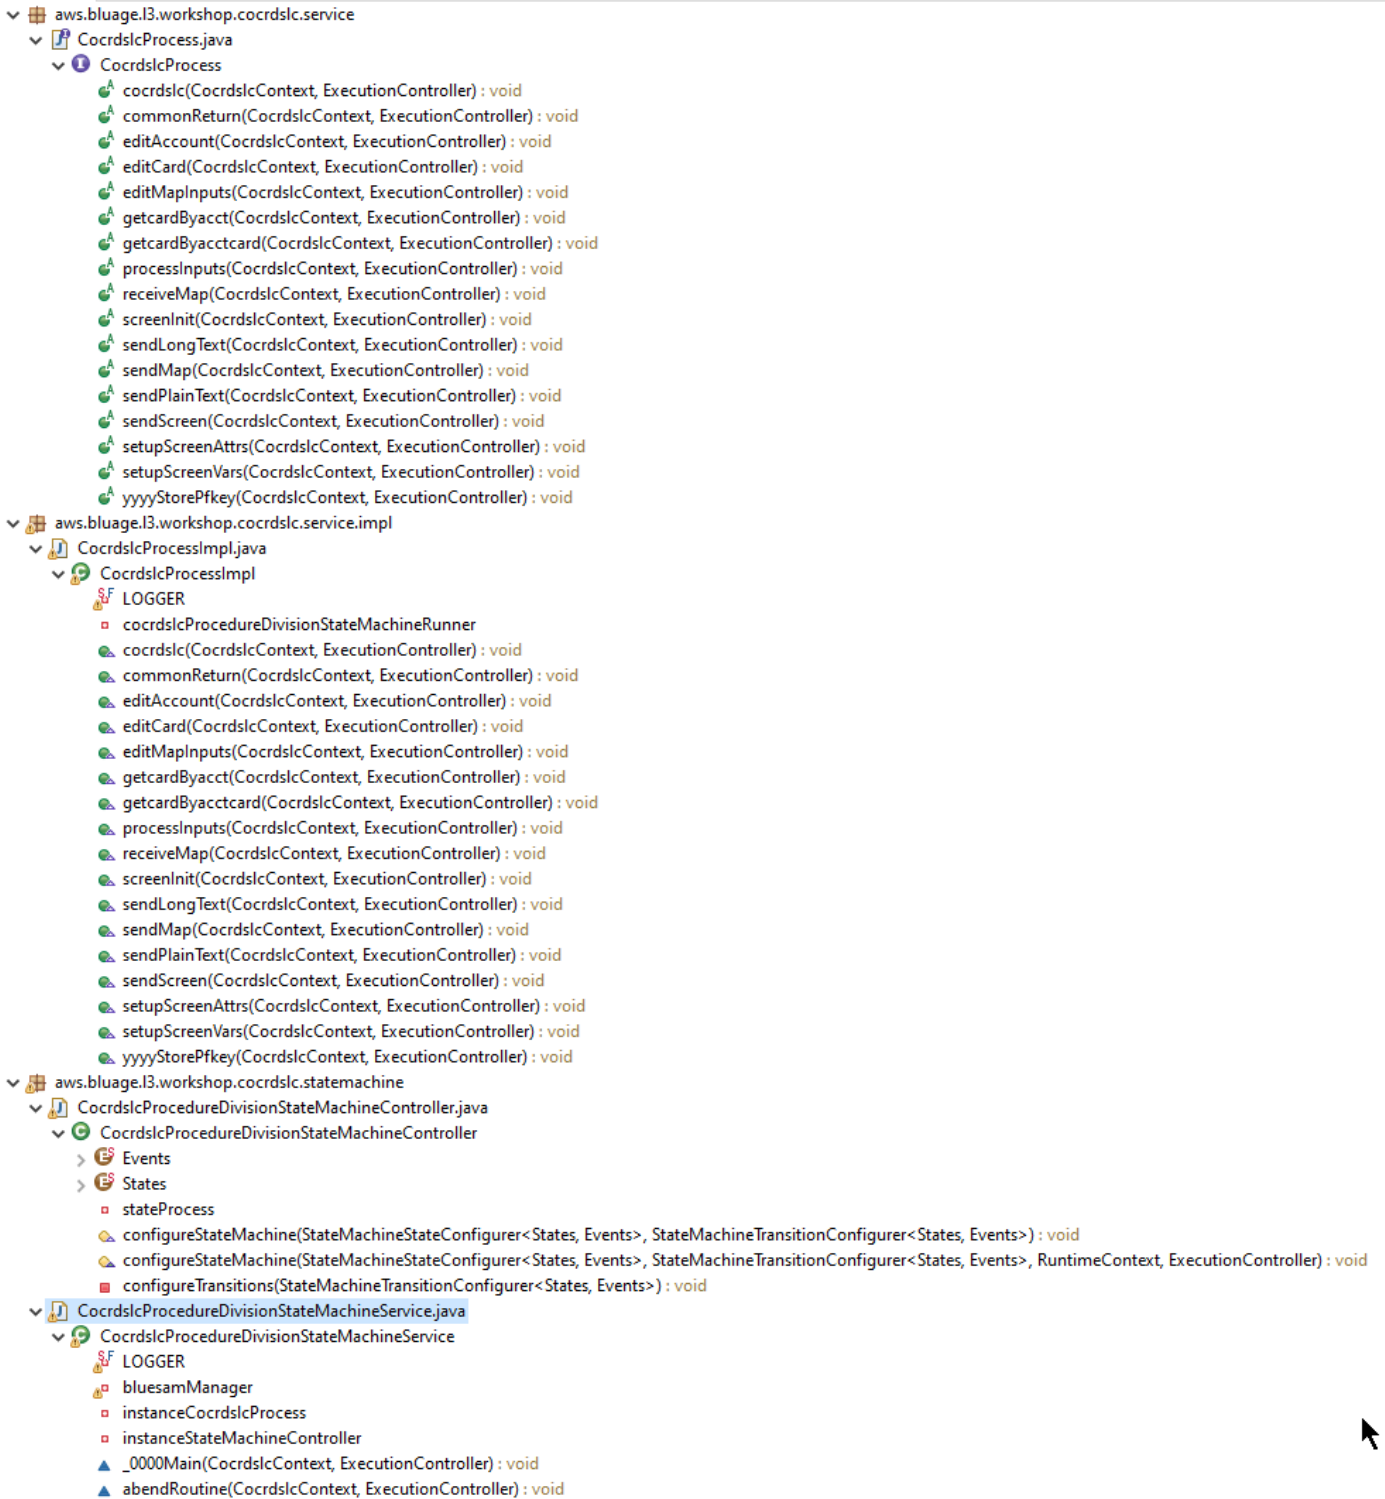 aws.bluage.l3.workshop.cocrdslc.service
CocrdslcProcess.java
CocrdslcProcess
cocrdslc(CocrdslcContext, ExecutionController) : void
commonReturn(CocrdslcContext, ExecutionController) : void
editAccount(CocrdslcContext, ExecutionController) : void
editCard(CocrdslcContext, ExecutionController) : void
editMapInputs(CocrdslcContext, ExecutionController) : void
getcardByacct(CocrdslcContext, ExecutionController) : void
getcardByacctcard(CocrdslcContext, ExecutionController) : void
processInputs(CocrdslcContext, ExecutionController) : void
receiveMap(CocrdslcContext, ExecutionController) : void
screenInit(CocrdslcContext, ExecutionController) : void
sendLongText(CocrdslcContext, ExecutionController) : void
sendMap(CocrdslcContext, ExecutionController) : void
sendPlainText(CocrdslcContext, ExecutionController) : void
sendScreen(CocrdslcContext, ExecutionController) : void
setupScreenAttrs(CocrdslcContext, ExecutionController) : void
setupScreenVars(CocrdslcContext, ExecutionController) : void
yyyyStorePfkey(CocrdslcContext, ExecutionController) : void
aws.bluage.l3.workshop.cocrdslc.service.impl
CocrdslcProcessImpl.java
CocrdslcProcessImpl
LOGGER
cocrdslcProcedureDivisionStateMachineRunner
cocrdslc(CocrdslcContext, ExecutionController) : void
commonReturn(CocrdslcContext, ExecutionController) : void
editAccount(CocrdslcContext, ExecutionController) : void
editCard(CocrdslcContext, ExecutionController) : void
editMapInputs(CocrdslcContext, ExecutionController) : void
getcardByacct(CocrdslcContext, ExecutionController) : void
getcardByacctcard(CocrdslcContext, ExecutionController) : void
processInputs(CocrdslcContext, ExecutionController) : void
receiveMap(CocrdslcContext, ExecutionController) : void
screenInit(CocrdslcContext, ExecutionController) : void
sendLongText(CocrdslcContext, ExecutionController) : void
sendMap(CocrdslcContext, ExecutionController) : void
sendPlainText(CocrdslcContext, ExecutionController) : void
sendScreen(CocrdslcContext, ExecutionController) : void
setupScreenAttrs(CocrdslcContext, ExecutionController) : void
setupScreenVars(CocrdslcContext, ExecutionController) : void
yyyyStorePfkey(CocrdslcContext, ExecutionController) : void
aws.bluage.l3.workshop.cocrdslc.statemachine
CocrdslcProcedureDivisionStateMachineController.java
CocrdslcProcedureDivisionStateMachineController
Events
States
stateProcess
configureStateMachine(StateMachineStateConfigurer<States, Events>, StateMachineTransitionConfigurer<States, Events>) : void
configureStateMachine(StateMachineStateConfigurer<States, Events>, StateMachineTransitionConfigurer<States, Events>, RuntimeContext, ExecutionController) : void
configureTransitions(StateMachineTransitionConfigurer<States, Events>) : void
CocrdslcProcedureDivisionStateMachineService.java
CocrdslcProcedureDivisionStateMachineService
LOGGER
bluesamManager
instanceCocrdslcProcess
instanceStateMachineController
_0000Main(CocrdslcContext, ExecutionController) : void
abendRoutine(CocrdslcContext, ExecutionController) : void